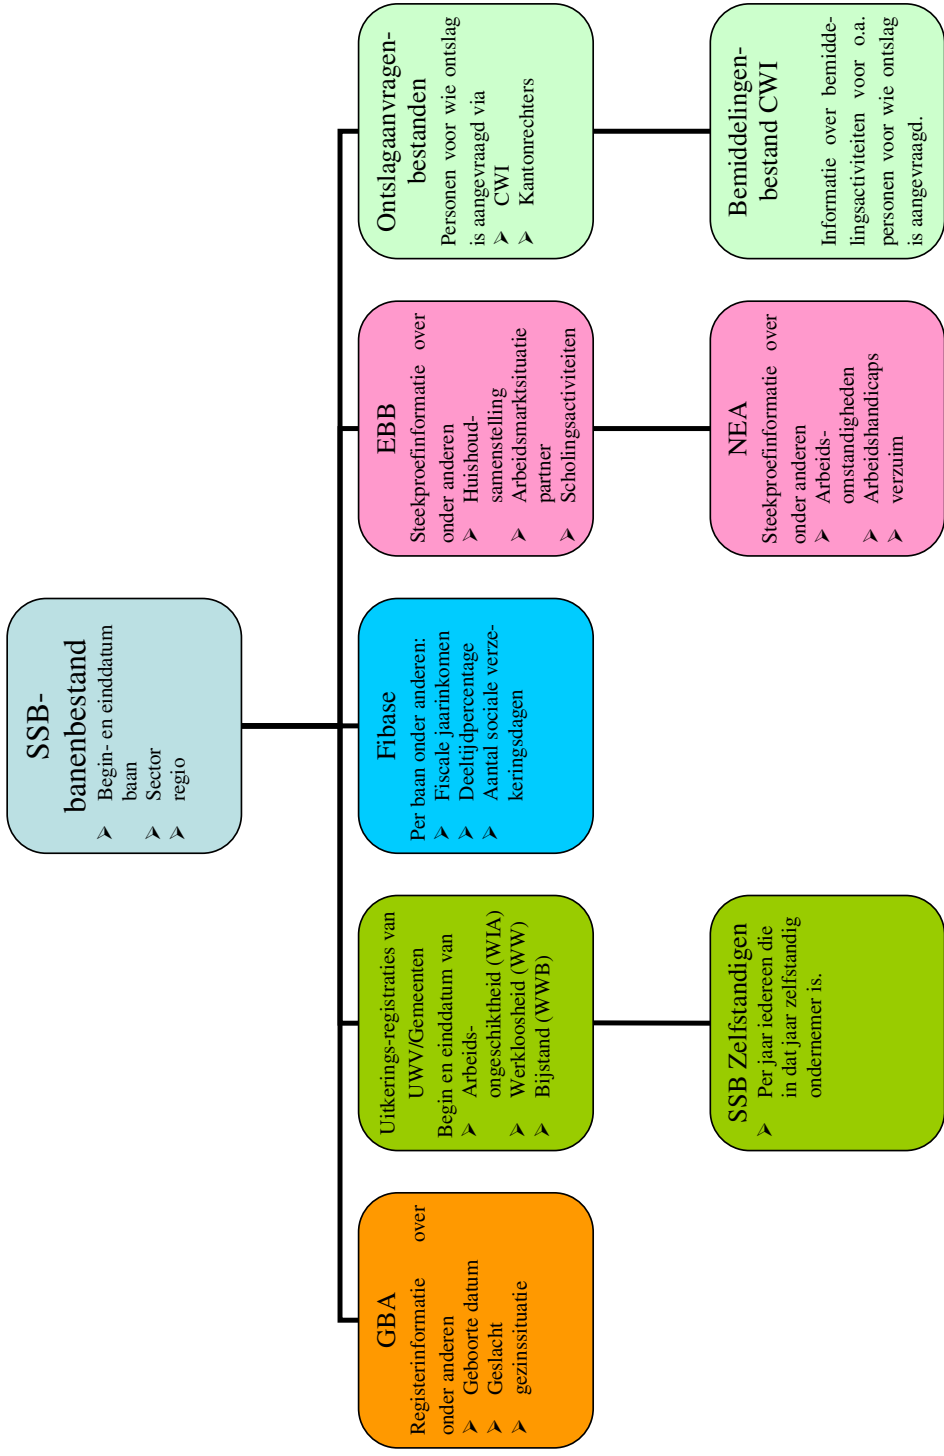 SSB-
banenbestand
➢ Begin- en einddatum
baan
➢ Sector
➢ regio
GBA
Registerinformatie over
onder anderen
➢ Geboorte datum
➢ Geslacht
➢ gezinssituatie
Uitkerings-registraties van
UWV/Gemeenten
Begin en einddatum van
➢ Arbeids-
ongeschiktheid (WIA)
➢ Werkloosheid (WW)
➢ Bijstand (WWB)
Fibase
Per baan onder anderen:
➢ Fiscale jaarinkomen
➢ Deeltijdpercentage
➢ Aantal sociale verze-
keringsdagen
EBB
Steekproefinformatie over
onder anderen
➢ Huishoud-
samenstelling
➢ Arbeidsmarktsituatie
partner
➢ Scholingsactiviteiten
Ontslagaanvragen-
bestanden
Personen voor wie ontslag
is aangevraagd via
➢ CWI
➢ Kantonrechters
SSB Zelfstandigen
➢ Per jaar iedereen die
in dat jaar zelfstandig
ondernemer is.
NEA
Steekproefinformatie over
onder anderen
➢ Arbeids-
omstandigheden
➢ Arbeidshandicaps
➢ verzuim
Bemiddelingen-
bestand CWI
Informatie over bemidde-
lingsactiviteiten voor o.a.
personen voor wie ontslag
is aangevraagd.